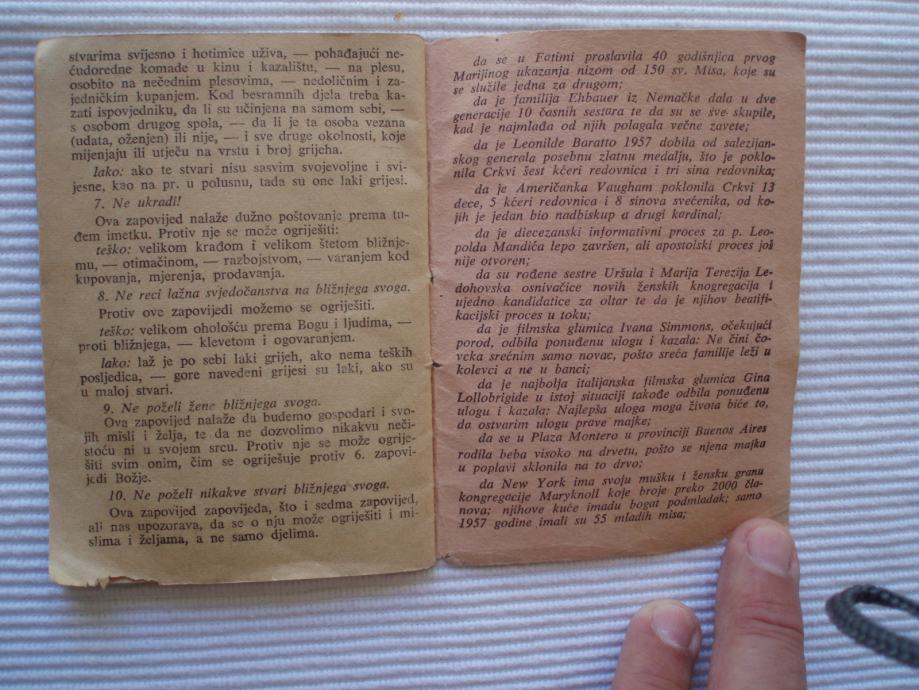 stvarima svijesno i hotimice uživa, — pohađajući ne-
ćudoredne komade u kinu i kazalištu, — na plesu,
osobito na nečednim plesovima, — nedoličnim i za-
jedničkim kupanjem. Kod besramnih djela treba ka-
zati ispovjedniku, da li su učinjena na samom sebi, —
s osobom drugog spola, — da li je ta osoba vezana
(udata, oženjen) ili nije, — i sve druge okolnosti, koje
mijenjaju ili utječu na vrstu i broj grijeha.
lako: ako te stvari nisu sasvim svojevoljne i svi-
jesne, kao na pr. u polusnu, tada su one laki grijesi.
7. Ne ukradi!
Ova zapovijed nalaže dužno poštovanje prema tu-
đem imetku. Protiv nje se može ogriješiti:
teško: velikom krađom i velikom štetom bližnje-
mu, — otimačinom, — razbojstvom, — varanjem kod
kupovanja, mjerenja, prodavanja.
8. Ne reci lažna svjedočanstva na bližnjega svoga.
Protiv ove zapovijedi možemo se ogriješiti.
teško: velikom ohološću prema Bogu i ljudima, —
proti bližnjega, — klevetom i ogovaranjem.
lako: laž je po sebi laki grijeh, ako nema teških
posljedica, — gore navedeni grijesi su laki, ako su
u maloj stvari.
9. Ne poželi žene bližnjega svoga.
Ova zapovijed nalaže da budemo gospodari i svo-
jih misli i želja, te da ne dozvolimo nikakvu neči-
stoću ni u svojem srcu. Protiv nje se može ogrije-
šiti svim onim, čim se ogriješuje protiv 6. zapovi-
jedi Božje.
10. Ne poželi nikakve stvari bližnjega svoga.
Ova zapovijed zapovijeda, što i sedma zapovijed,
ali nas upozorava, da se o nju može ogriješiti i mi-
slima i željama, a ne samo djelima.
da se u Fatimi proslavila 40 godišnjica prvog
Marijinog ukazanja nizom od 150 sv. Misa, koje su
se služile jedna za drugom;
da je familija Ehbauer iz Nemačke dala u dve
generacije 10 časnih sestara te da su se sve skupile,
kad je najmlađa od njih polagala večne zavete;
da je Leonilde Baratto 1957 dobila od salezijan-
skog generala posebnu zlatnu medalju, što je poklo-
nila Crkvi šest kćeri redovnica i tri sina redovnika;
da je Američanka Vaugham poklonila Crkvi 13
dece, 5 kćeri redovnica i 8 sinova svećenika, od ko-
jih je jedan bio nadbiskup a drugi kardinal;
da je diecezanski informativni proces za p. Leo-
polda Mandića lepo završen, ali apostolski proces još
nije otvoren;
da su rođene sestre Uršula i Marija Terezija Le-
dohovska osnivačice novih ženskih knogregacija i
ujedno kandidatice za oltar te da je njihov beatifi-
kacijski proces u toku;
da je filmska glumica Ivana Simmons, očekujući
porod, odbila ponuđenu ulogu i kazala: Ne čini čo-
vcka srećnim samo novac, pošto sreća familije leži u
kolevci a ne u banci;
da je najbolja italijanska filmska glumica Gina
Lollobrigide u istoj situaciji takođe odbila ponuđenu
ulogu i kazala: Najlepša uloga moga života biće to,
da ostvarim ulogu prave majke;
da se u Plaza Montero u provinciji Buenos Aires
rodila beba visoko na drvetu, pošto se njena majka
u poplavi sklonila na to drvo;
da New York ima svoju mušku i žensku granu
kongregacije Maryknoll koje broje preko 2000 čla-
nova; njihove kuće imadu bogat podmladak; samo
1957 godine imali su 55 mladih misa;